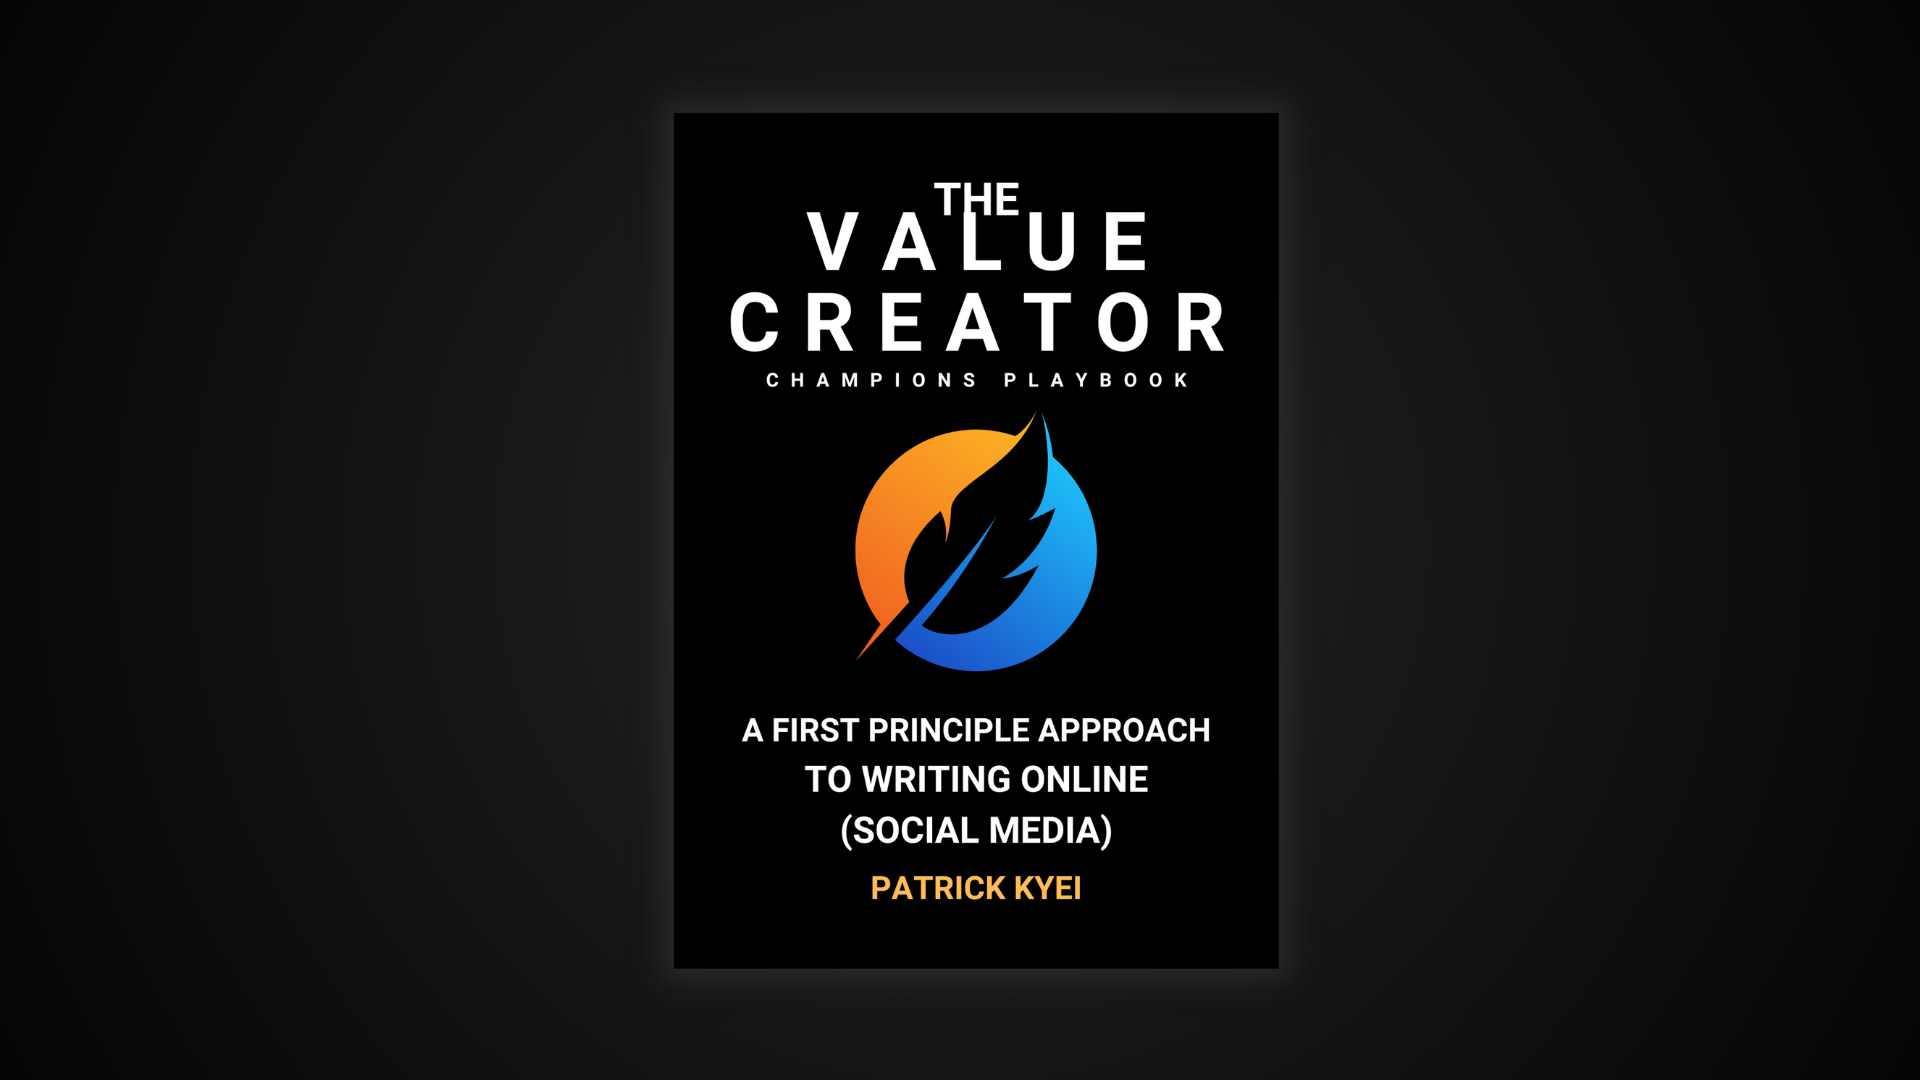 THE
VALUE
CREATOR
CHAMPIONS PLAYBOOK
A FIRST PRINCIPLE APPROACH
TO WRITING ONLINE
(SOCIAL MEDIA)
PATRICK KYEI